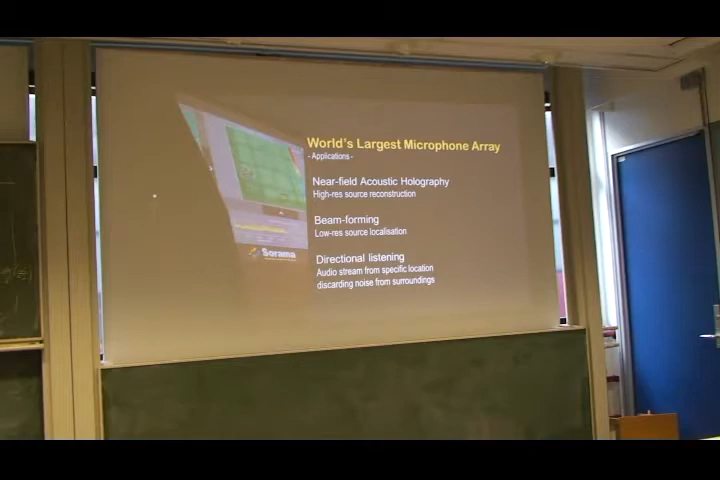 World's Largest Microphone Array
- Applications -
Near-field Acoustic Holography
High-res source reconstruction
Beam-forming
Low-res source localisation
Directional listening
Audio stream from specific location
discarding noise from surroundings
Sorama